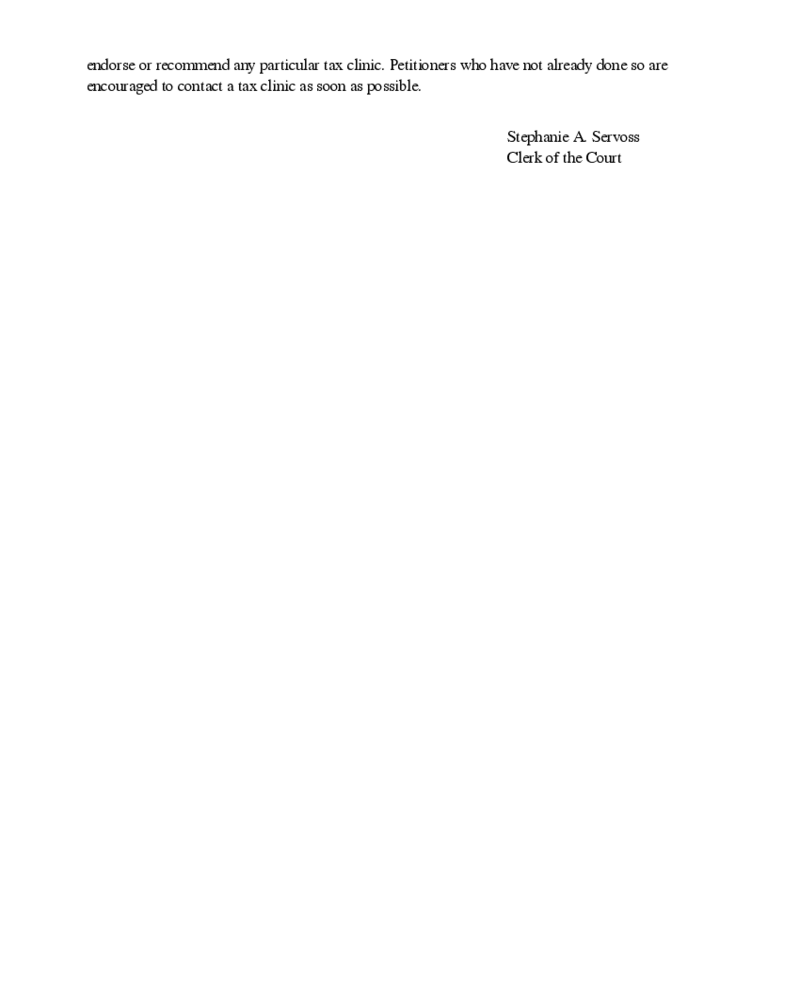 endorse or recommend any particular tax clinic. Petitioners who have not already done so are
encouraged to contact a tax clinic as soon as possible.
Stephanie A. Servoss
Clerk of the Court